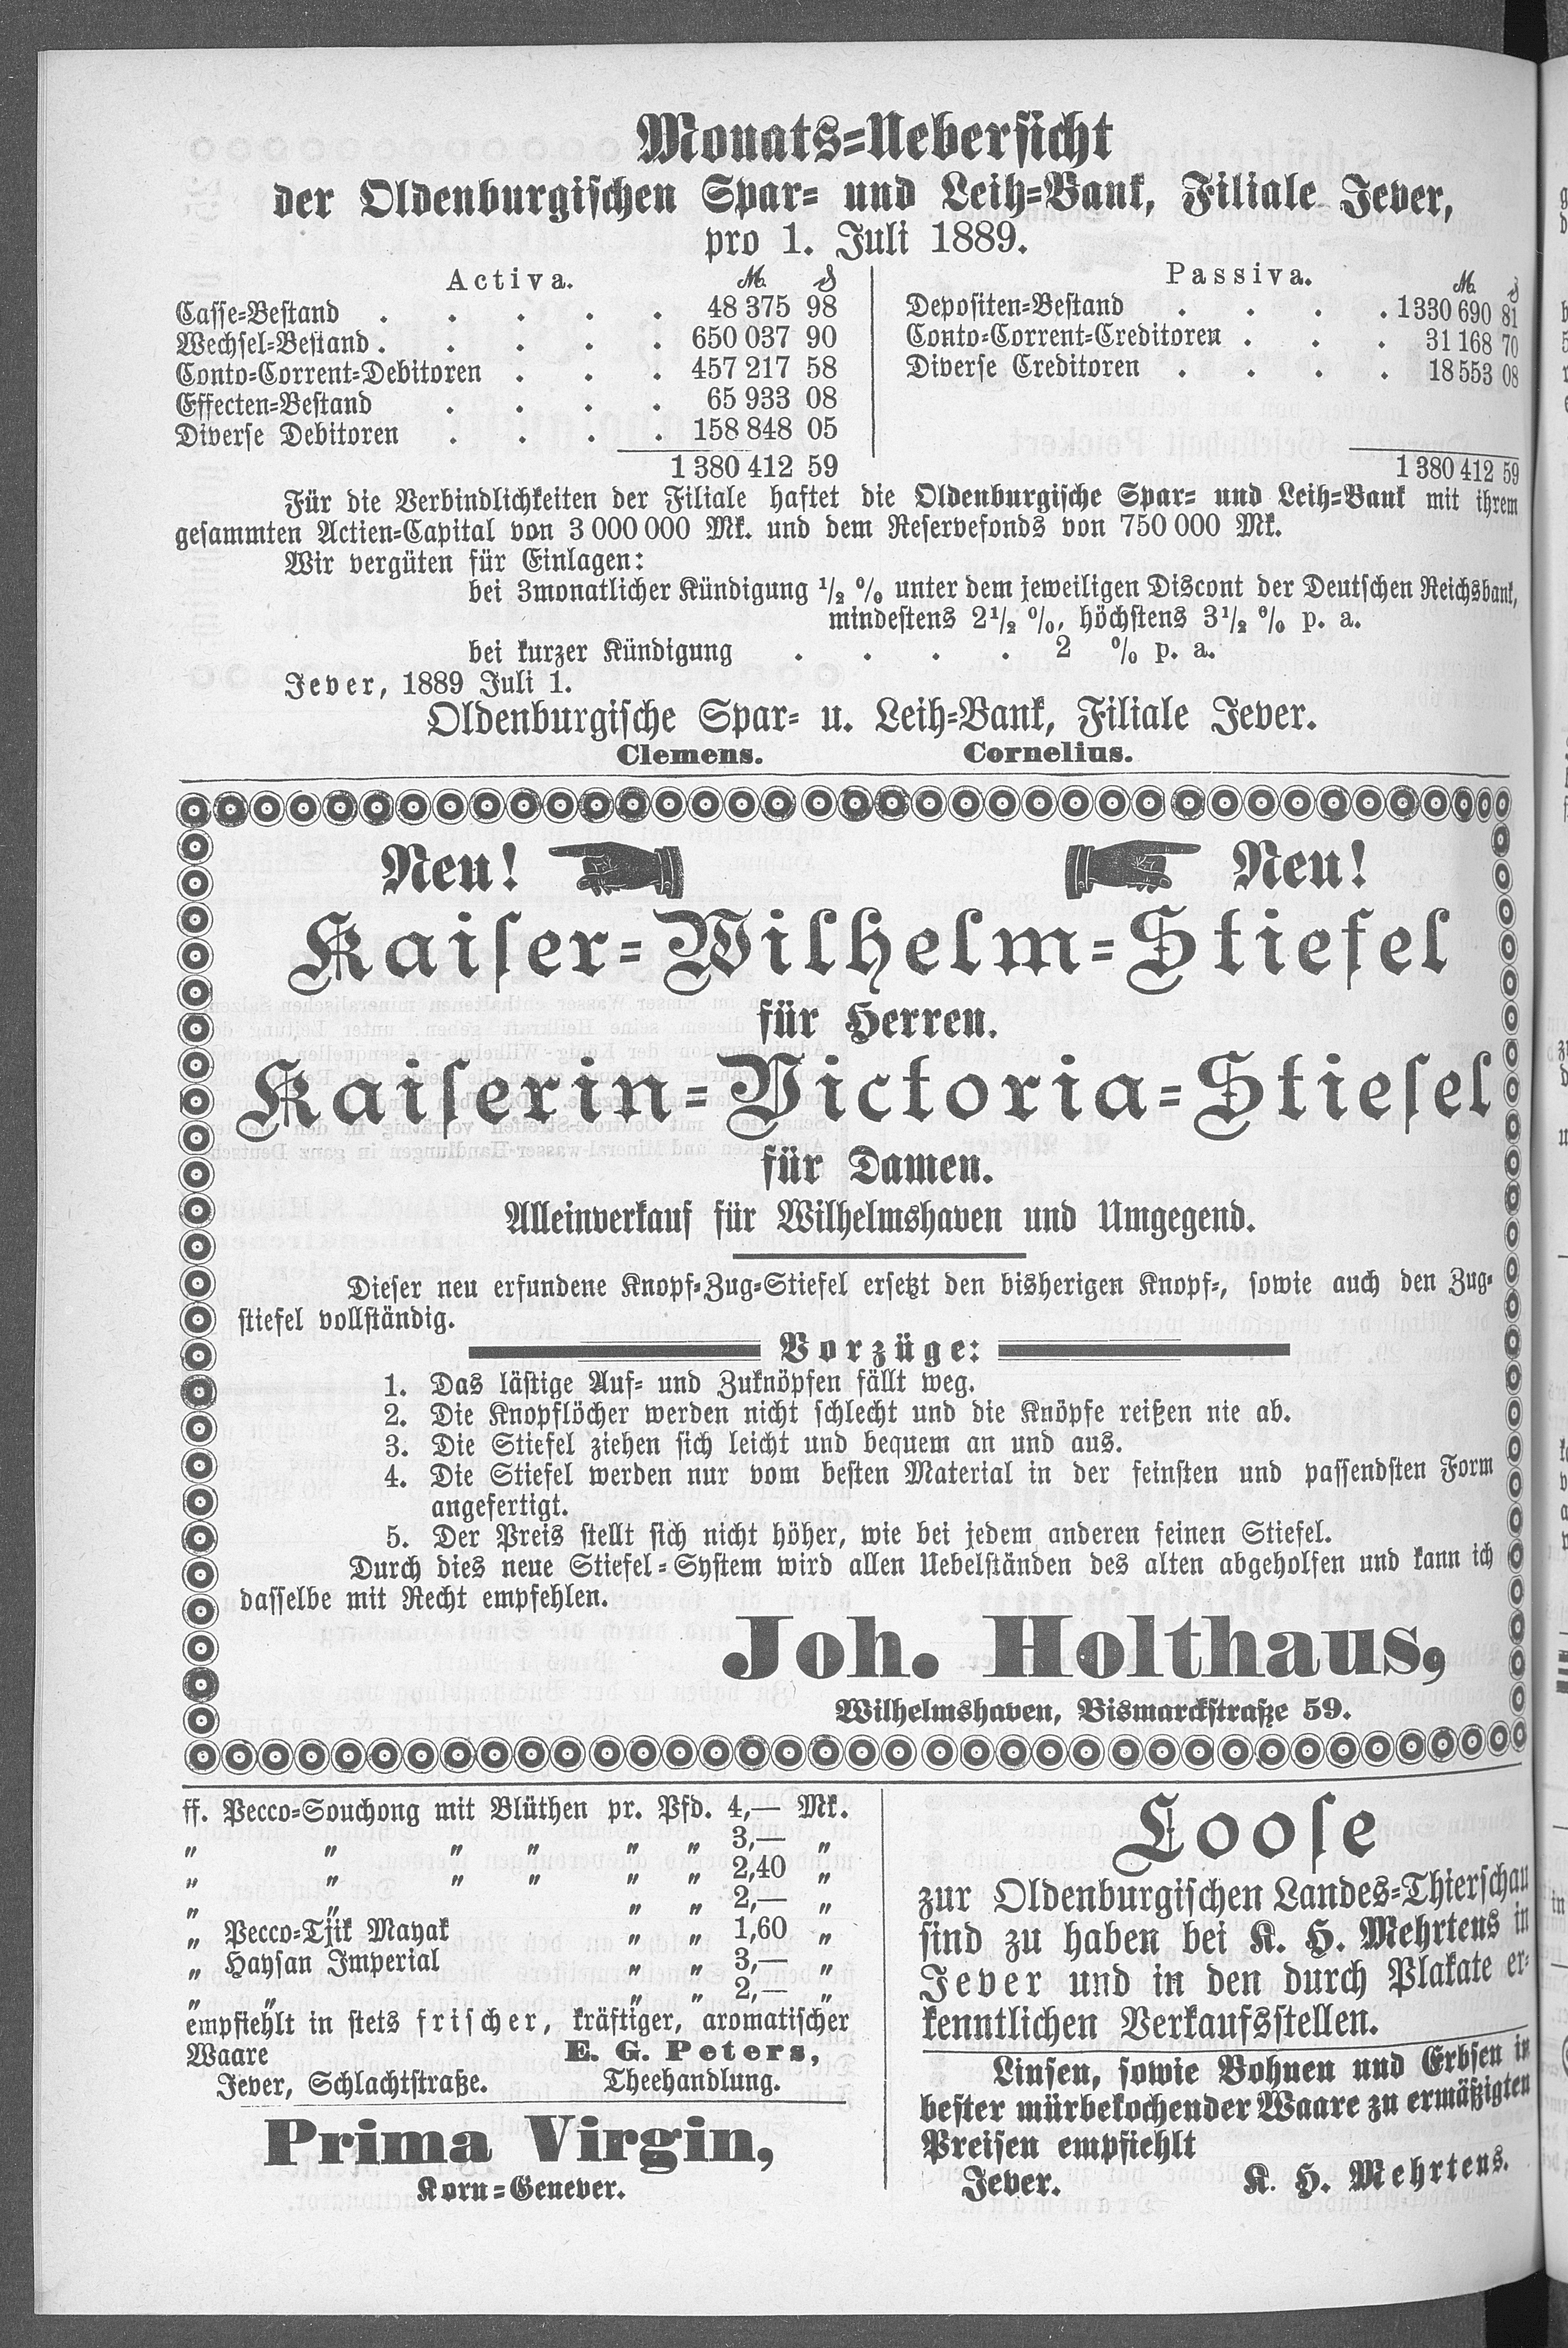 Monats-Uebersicht
der Oldenburgischen Spar- und Leih-Bank, Filiale Jever,
pro 1. Juli 1889.
Activa. M. ₰
Casse-Bestand . . . . . 48 375 98
Wechsel-Bestand . . . . . 650 037 90
Conto-Corrent-Debitoren . . . 457 217 58
Effecten-Bestand . . . . 65 933 08
Diverse Debitoren . . . . 158 848 05
1 380 412 59
Passiva. M. ₰
Depositen-Bestand . . . . 1 330 690 81
Conto-Corrent-Creditoren . . . 31 168 70
Diverse Creditoren . . . . 18 553 08
1 380 412 59
Für die Verbindlichkeiten der Filiale haftet die Oldenburgische Spar- und Leih-Bank mit ihrem
gesammten Actien-Capital von 3 000 000 Mk. und dem Reservefonds von 750 000 Mk.
Wir vergüten für Einlagen:
bei 3monatlicher Kündigung 1/2 % unter dem jeweiligen Discont der Deutschen Reichsbank,
mindestens 2 1/2 %, höchstens 3 1/2 % p. a.
bei kurzer Kündigung . . . . 2 % p. a.
Jever, 1889 Juli 1.
Oldenburgische Spar- u. Leih-Bank, Filiale Jever.
Clemens. Cornelius.
Neu! Neu!
Kaiser-Wilhelm-Stiefel
für Herren.
Kaiserin-Victoria-Stiefel
für Damen.
Alleinverkauf für Wilhelmshaven und Umgegend.
Dieser neu erfundene Knopf-Zug-Stiefel ersetzt den bisherigen Knopf-, sowie auch den Zug-
stiefel vollständig.
Vorzüge:
1. Das lästige Auf- und Zuknöpfen fällt weg.
2. Die Knopflöcher werden nicht schlecht und die Knöpfe reißen nie ab.
3. Die Stiefel ziehen sich leicht und bequem an und aus.
4. Die Stiefel werden nur vom besten Material in der feinsten und passendsten Form
angefertigt.
5. Der Preis stellt sich nicht höher, wie bei jedem anderen feinen Stiefel.
Durch dies neue Stiefel-System wird allen Uebelständen des alten abgeholfen und kann ich
dasselbe mit Recht empfehlen.
Joh. Holthaus,
Wilhelmshaven, Bismarckstraße 59.
ff. Pecco-Souchong mit Blüthen pr. Pfd. 4,— Mk.
„ „ „ „ „ „ 3,— „
„ „ „ „ „ „ 2,40 „
„ „ „ „ 2,— „
„ Pecco-Tjik Mayak „ „ 1,60 „
„ Haysan Imperial „ „ 3,— „
„ „ „ „ 2,— „
empfiehlt in stets frischer, kräftiger, aromatischer
Waare E. G. Peters,
Jever, Schlachtstraße. Theehandlung.
Prima Virgin,
Korn-Genever.
Loose
zur Oldenburgischen Landes-Thierschau
sind zu haben bei K. H. Mehrtens in
Jever und in den durch Plakate er-
kenntlichen Verkaufsstellen.
Linsen, sowie Bohnen und Erbsen in
bester mürbekochender Waare zu ermäßigten
Preisen empfiehlt
Jever. K. H. Mehrtens.